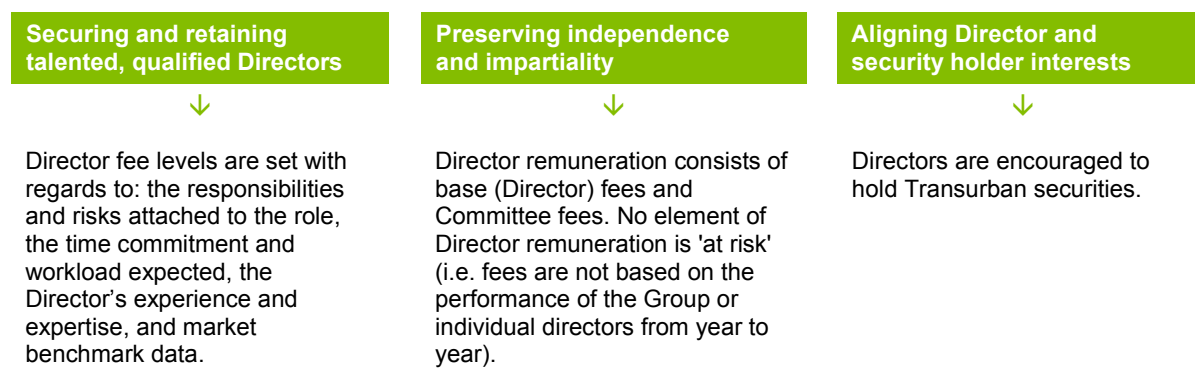 Securing and retaining
talented, qualified Directors
Director fee levels are set with
regards to: the responsibilities
and risks attached to the role,
the time commitment and
workload expected, the
Director’s experience and
expertise, and market
benchmark data.
Preserving independence
and impartiality
Director remuneration consists of
base (Director) fees and
Committee fees. No element of
Director remuneration is 'at risk'
(i.e. fees are not based on the
performance of the Group or
individual directors from year to
year).
Aligning Director and
security holder interests
Directors are encouraged to
hold Transurban securities.